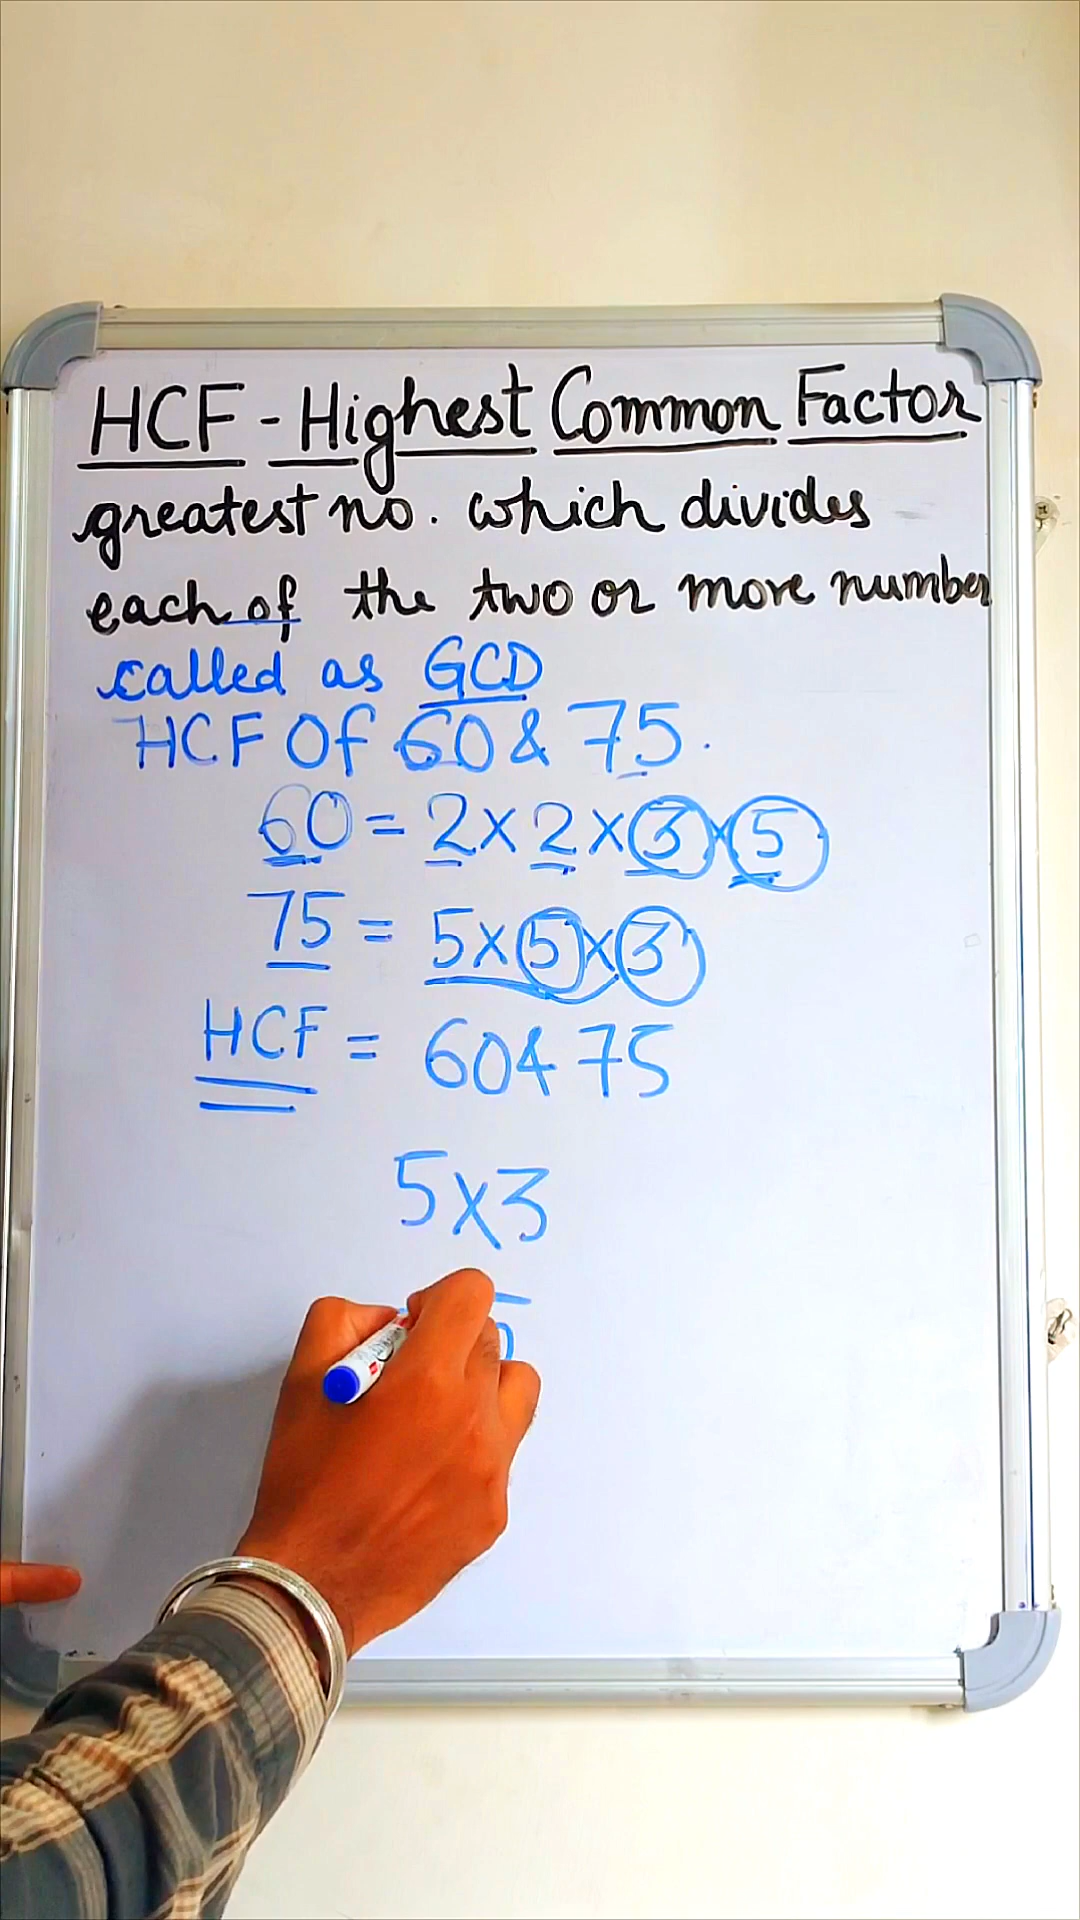 HCF - Highest Common Factor
greatest no. which divides
each of the two or more number
called as GCD
HCF Of 60 & 75.
60 = 2 x 2 x 3 x 5
75 = 5 x 5 x 3
HCF = 60 & 75
5 x 3